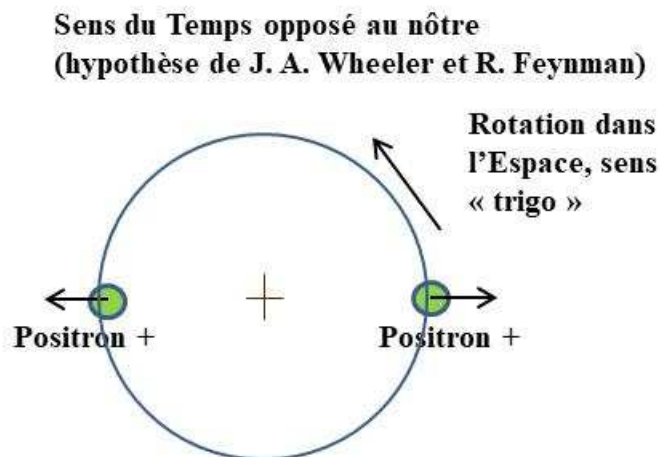 Sens du Temps opposé au nôtre
(hypothèse de J. A. Wheeler et R. Feynman)
Rotation dans
l'Espace, sens
« trigo »
Positron +
Positron +